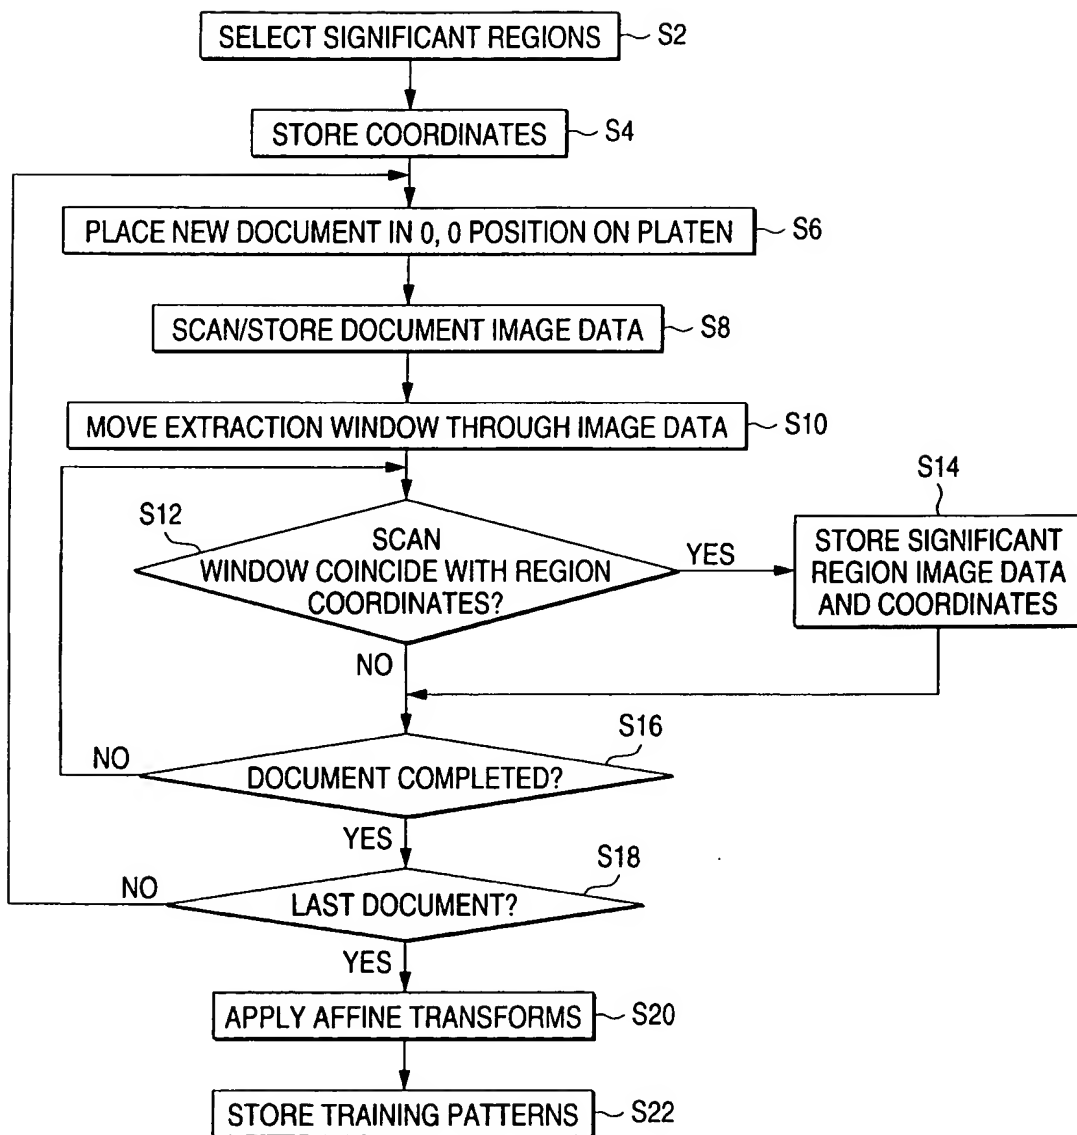 SELECT SIGNIFICANT REGIONS
S2
STORE COORDINATES
S4
PLACE NEW DOCUMENT IN 0, 0 POSITION ON PLATEN
S6
SCAN/STORE DOCUMENT IMAGE DATA
S8
MOVE EXTRACTION WINDOW THROUGH IMAGE DATA
S10
S12
SCAN
WINDOW COINCIDE WITH REGION
COORDINATES?
YES
S14
STORE SIGNIFICANT
REGION IMAGE DATA
AND COORDINATES
NO
S16
DOCUMENT COMPLETED?
NO
YES
S18
LAST DOCUMENT?
NO
YES
APPLY AFFINE TRANSFORMS
S20
STORE TRAINING PATTERNS
S22